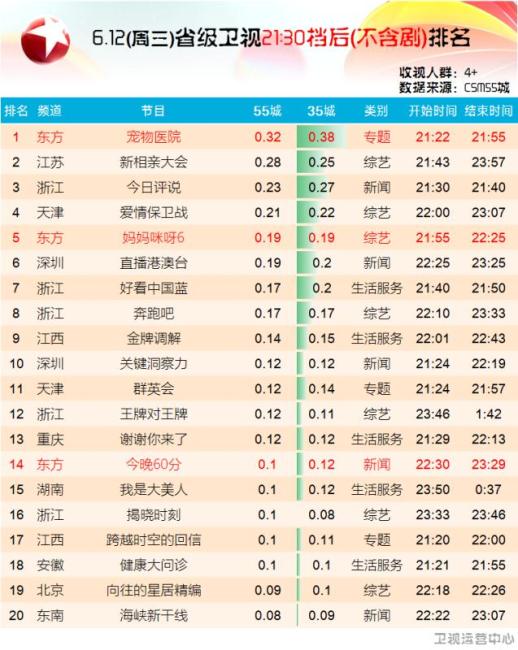 6.12(周三)省级卫视21:30档后(不含剧)排名
收视人群：4+
数据来源：CSM55城
排名 频道 节目 55城 35城 类别 开始时间 结束时间
1 东方 宠物医院 0.32 0.38 专题 21:22 21:55
2 江苏 新相亲大会 0.28 0.25 综艺 21:43 23:57
3 浙江 今日评说 0.23 0.27 新闻 21:30 21:40
4 天津 爱情保卫战 0.21 0.22 综艺 22:00 23:07
5 东方 妈妈咪呀6 0.19 0.19 综艺 21:55 22:25
6 深圳 直播港澳台 0.19 0.2 新闻 22:25 23:25
7 浙江 好看中国蓝 0.17 0.2 生活服务 21:40 21:50
8 浙江 奔跑吧 0.17 0.17 综艺 22:10 23:33
9 江西 金牌调解 0.14 0.15 生活服务 22:01 22:43
10 深圳 关键洞察力 0.12 0.12 新闻 21:24 22:19
11 天津 群英会 0.12 0.14 专题 21:24 21:57
12 浙江 王牌对王牌 0.12 0.11 综艺 23:46 1:42
13 重庆 谢谢你来了 0.12 0.12 生活服务 21:29 22:13
14 东方 今晚60分 0.1 0.12 新闻 22:30 23:29
15 湖南 我是大美人 0.1 0.12 生活服务 23:50 0:37
16 浙江 揭晓时刻 0.1 0.08 综艺 23:33 23:46
17 江西 跨越时空的回信 0.1 0.11 专题 21:20 22:00
18 安徽 健康大问诊 0.1 0.1 生活服务 21:21 21:55
19 北京 向往的星居精编 0.09 0.1 综艺 22:18 22:26
20 东南 海峡新干线 0.08 0.09 新闻 22:22 23:07
卫视运营中心